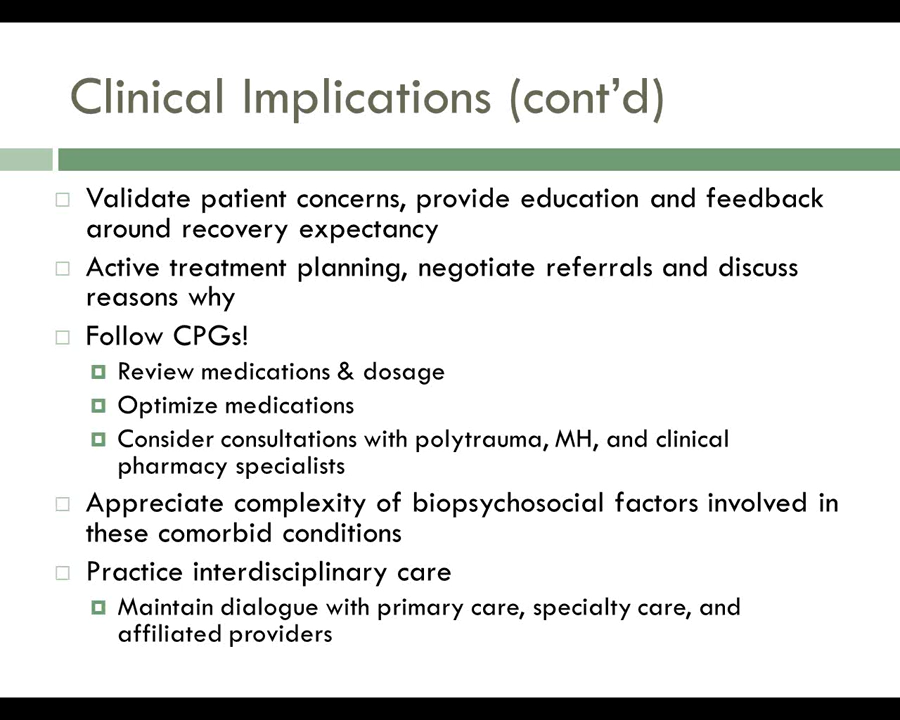 Clinical Implications (cont’d)
Validate patient concerns, provide education and feedback
around recovery expectancy
Active treatment planning, negotiate referrals and discuss
reasons why
Follow CPGs!
Review medications & dosage
Optimize medications
Consider consultations with polytrauma, MH, and clinical
pharmacy specialists
Appreciate complexity of biopsychosocial factors involved in
these comorbid conditions
Practice interdisciplinary care
Maintain dialogue with primary care, specialty care, and
affiliated providers